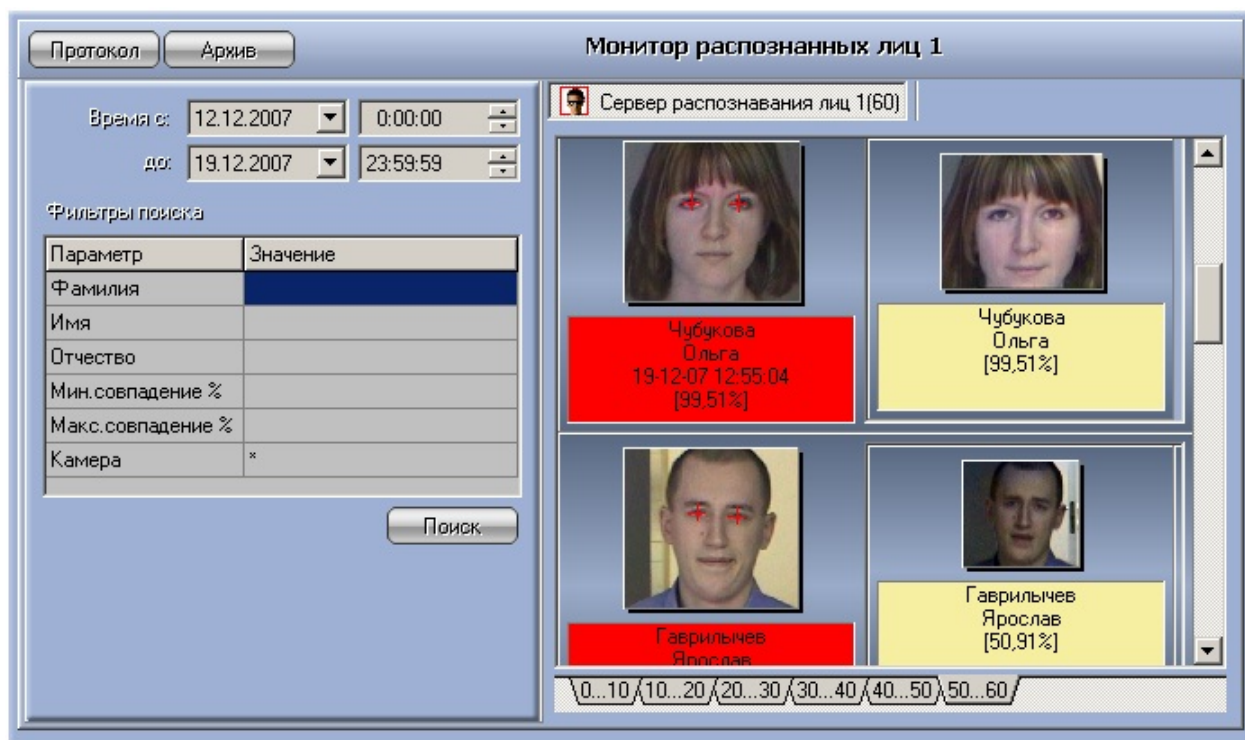 Протокол
Архив
Монитор распознанных лиц 1
Время с:
12.12.2007
0:00:00
до:
19.12.2007
23:59:59
Фильтры поиска
Параметр
Значение
Фамилия
Имя
Отчество
Мин.совпадение %
Макс.совпадение %
Камера
*
Поиск
Сервер распознавания лиц 1(60)
Чубукова
Ольга
19-12-07 12:55:04
[99,51%]
Чубукова
Ольга
[99,51%]
Гаврилычев
Ярослав
Гаврилычев
Ярослав
[50,91%]
0...10
10...20
20...30
30...40
40...50
50...60